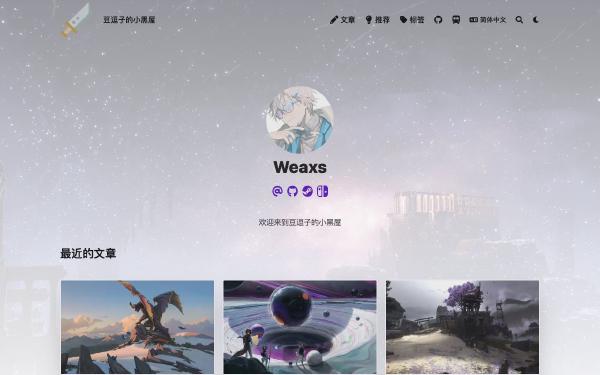 豆逗子的小黑屋
文章
推荐
标签
简体中文
Weaxs
欢迎来到豆逗子的小黑屋
最近的文章